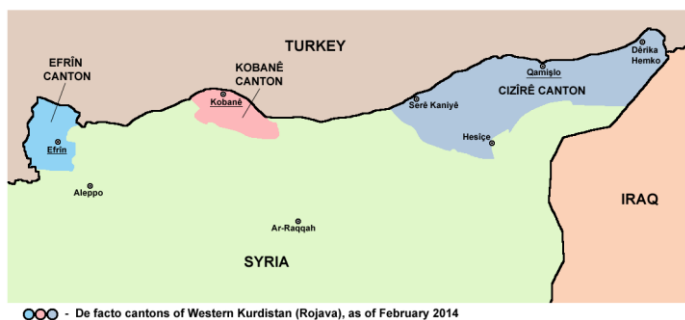 TURKEY
EFRÎN
CANTON
KOBANÊ
CANTON
Dêrika
Hemko
Qamişlo
CIZÎRÊ CANTON
Kobanê
Serê Kaniyê
Efrîn
Hesîçe
Aleppo
IRAQ
Ar-Raqqah
SYRIA
- De facto cantons of Western Kurdistan (Rojava), as of February 2014